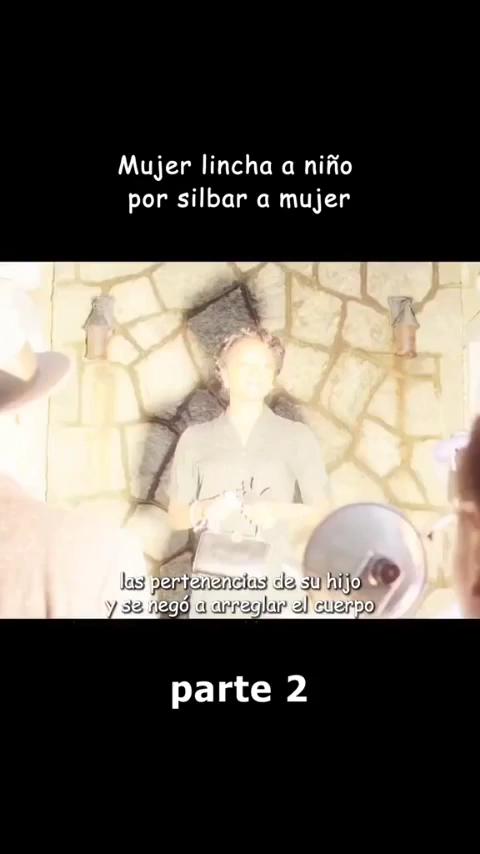 Mujer lincha a niño
por silbar a mujer
las pertenencias de su hijo
y se negó a arreglar el cuerpo
parte 2